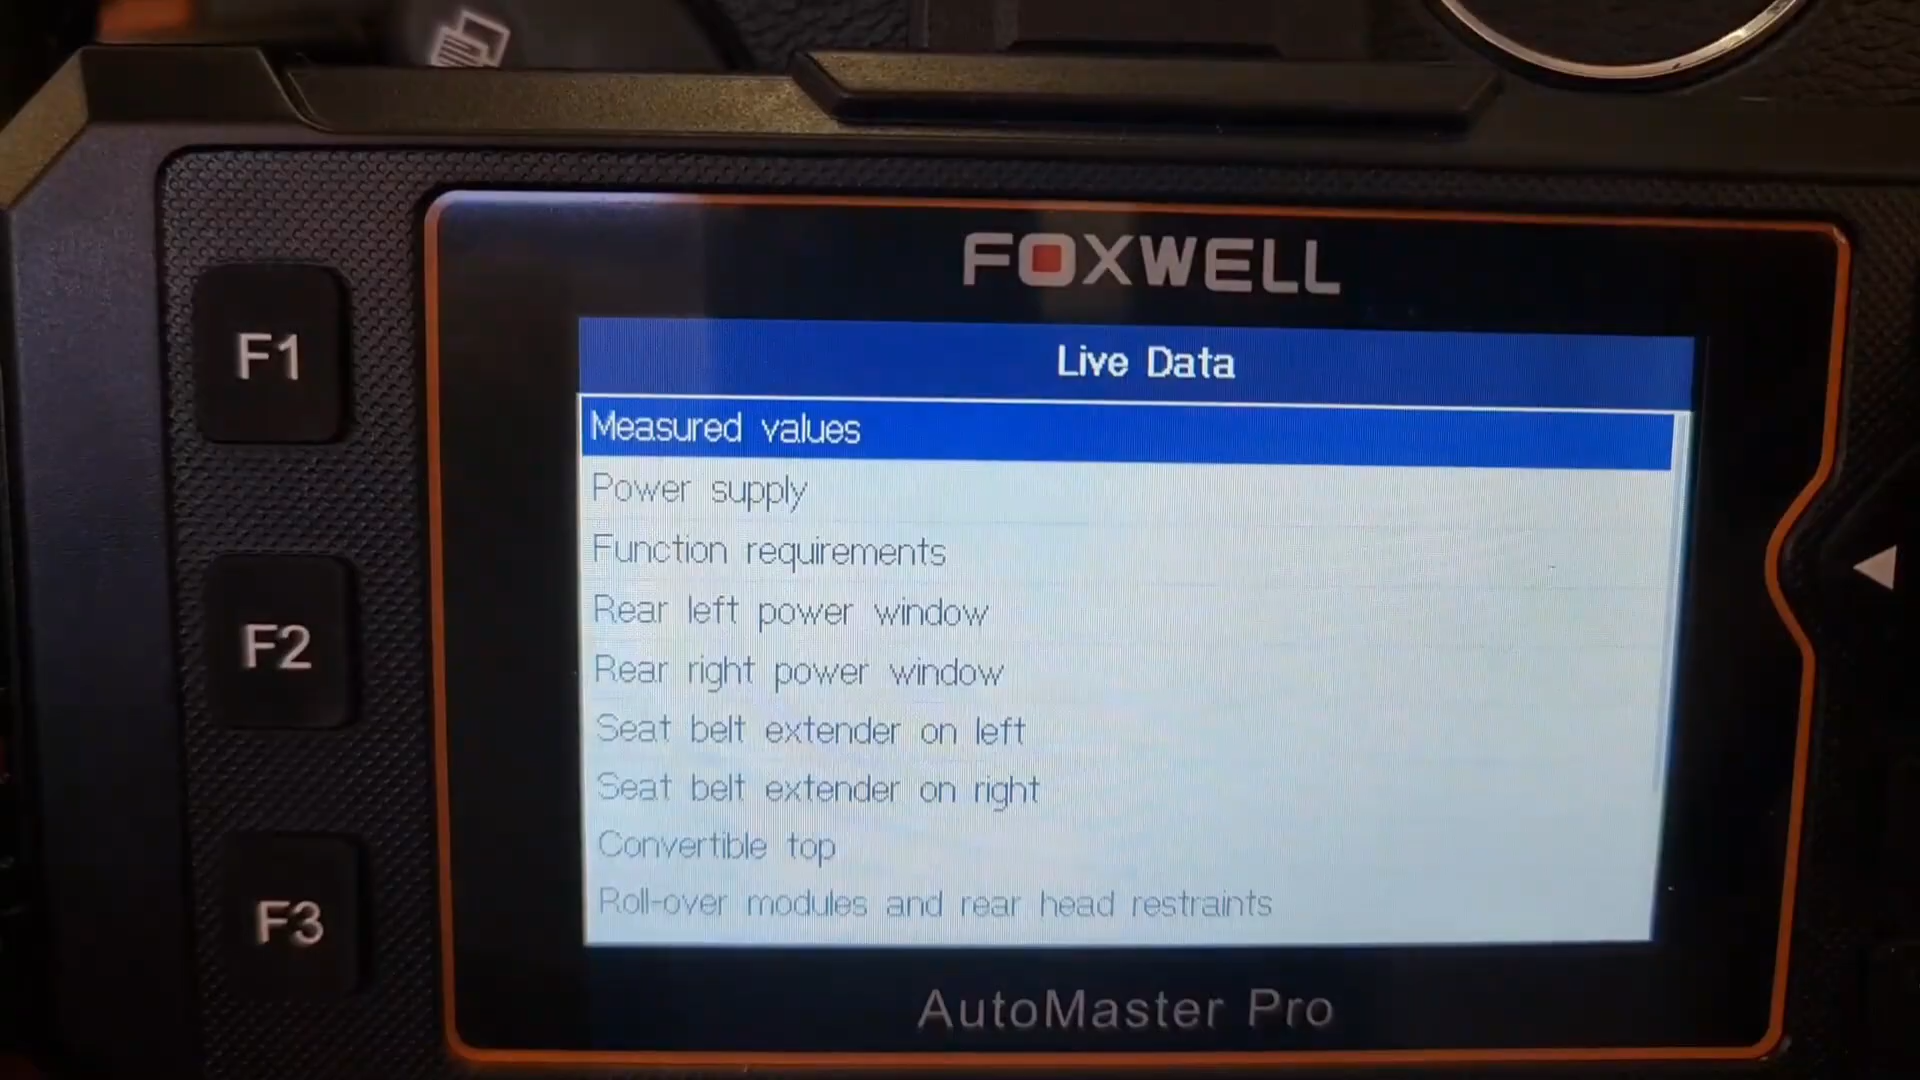 FOXWELL
Live Data
F1
Measured values
Power supply
Function requirements
Rear left power window
F2
Rear right power window
Seat belt extender on left
Seat belt extender on right
Convertible top
F3
Roll-over modules and rear head restraints
AutoMaster Pro